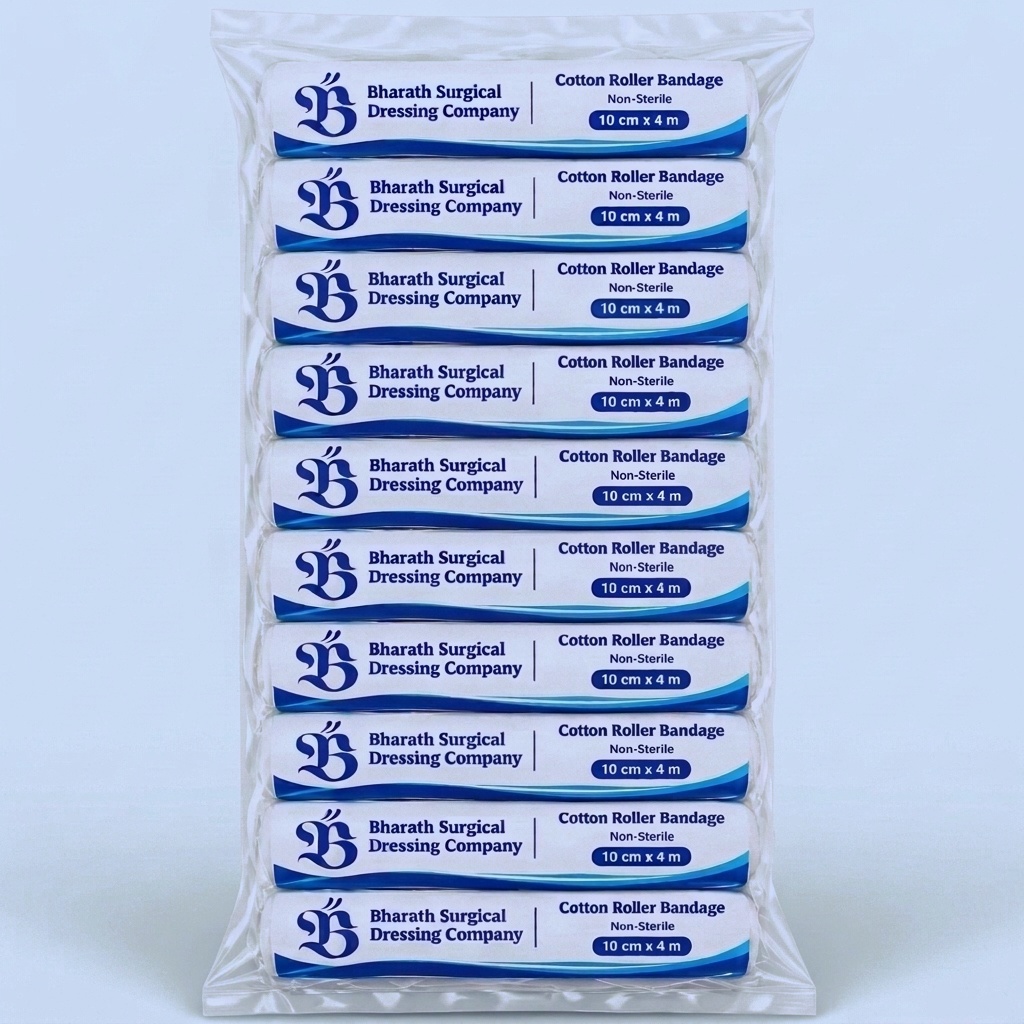 Bharath Surgical
Dressing Company
Cotton Roller Bandage
Non-Sterile
10 cm x 4 m
Bharath Surgical
Dressing Company
Cotton Roller Bandage
Non-Sterile
10 cm x 4 m
Bharath Surgical
Dressing Company
Cotton Roller Bandage
Non-Sterile
10 cm x 4 m
Bharath Surgical
Dressing Company
Cotton Roller Bandage
Non-Sterile
10 cm x 4 m
Bharath Surgical
Dressing Company
Cotton Roller Bandage
Non-Sterile
10 cm x 4 m
Bharath Surgical
Dressing Company
Cotton Roller Bandage
Non-Sterile
10 cm x 4 m
Bharath Surgical
Dressing Company
Cotton Roller Bandage
Non-Sterile
10 cm x 4 m
Bharath Surgical
Dressing Company
Cotton Roller Bandage
Non-Sterile
10 cm x 4 m
Bharath Surgical
Dressing Company
Cotton Roller Bandage
Non-Sterile
10 cm x 4 m
Bharath Surgical
Dressing Company
Cotton Roller Bandage
Non-Sterile
10 cm x 4 m